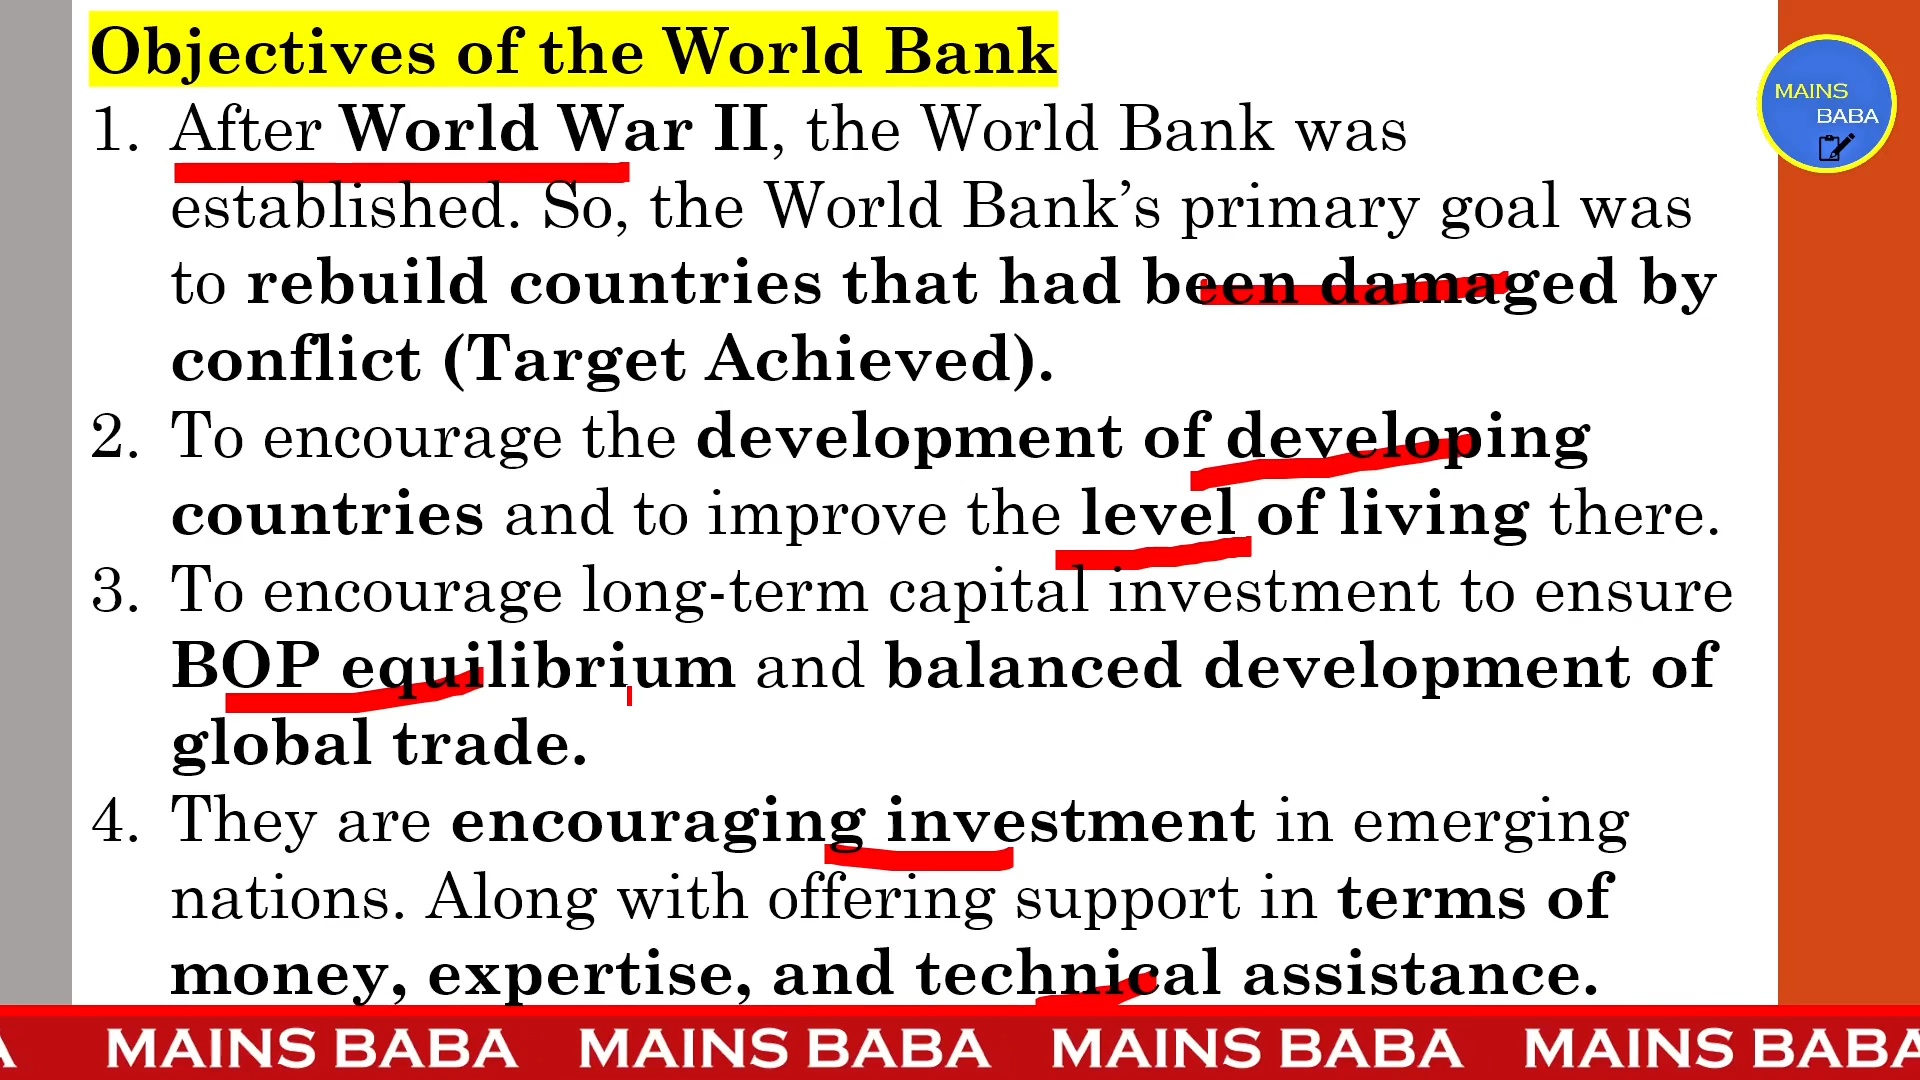 Objectives of the World Bank
1. After World War II, the World Bank was
established. So, the World Bank’s primary goal was
to rebuild countries that had been damaged by
conflict (Target Achieved).
2. To encourage the development of developing
countries and to improve the level of living there.
3. To encourage long-term capital investment to ensure
BOP equilibrium and balanced development of
global trade.
4. They are encouraging investment in emerging
nations. Along with offering support in terms of
money, expertise, and technical assistance.
MAINS
BABA
A MAINS BABA MAINS BABA MAINS BABA MAINS BABA